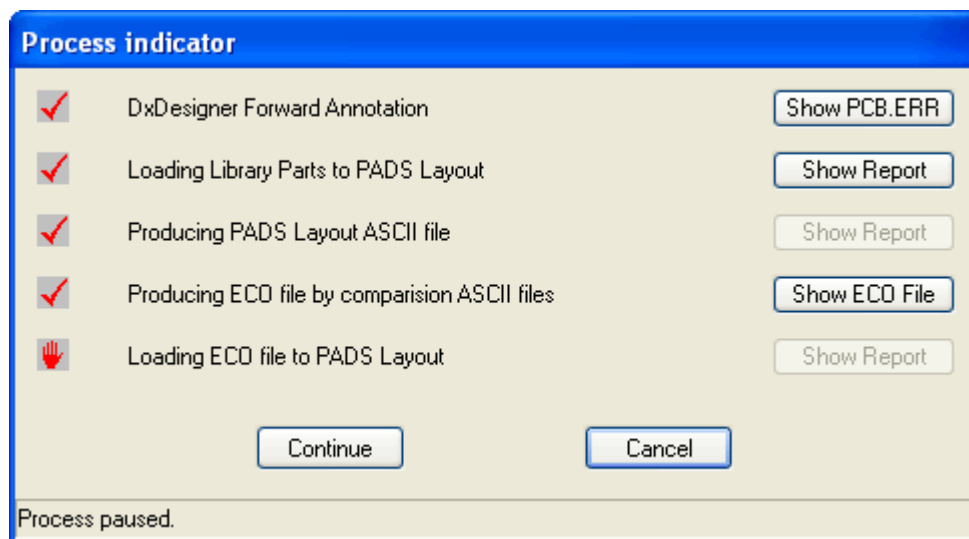 Process indicator
DxDesigner Forward Annotation Show PCB.ERR
Loading Library Parts to PADS Layout Show Report
Producing PADS Layout ASCII file Show Report
Producing ECO file by comparision ASCII files Show ECO File
Loading ECO file to PADS Layout Show Report
Continue Cancel
Process paused.